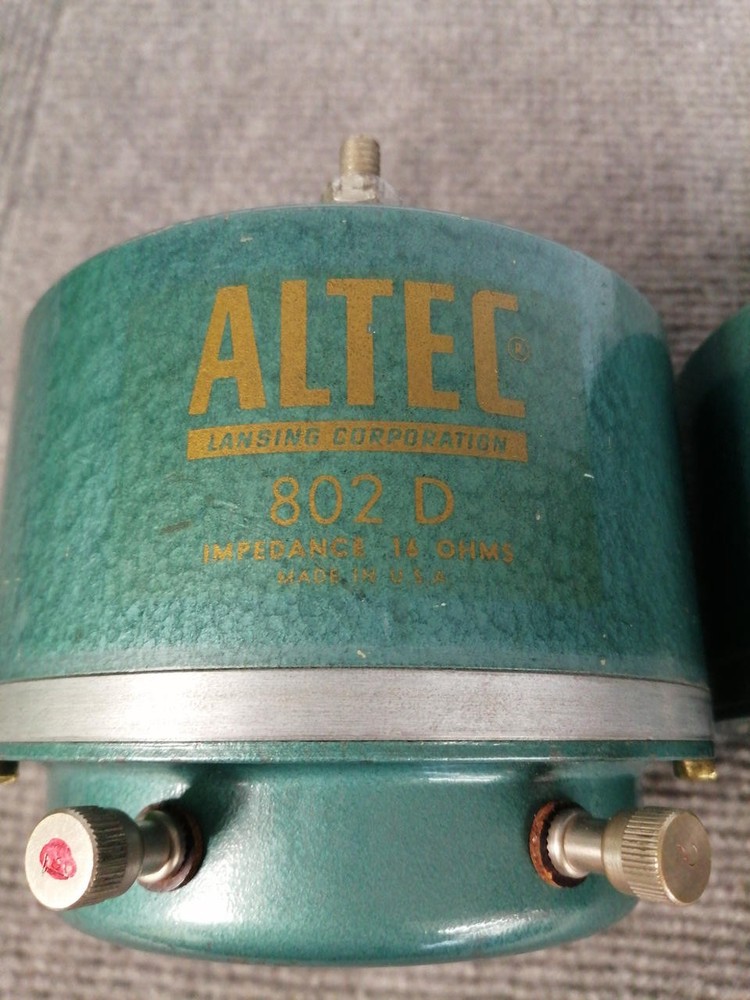 ALTEC®
LANSING CORPORATION
802 D
IMPEDANCE 16 OHMS
MADE IN U.S.A.